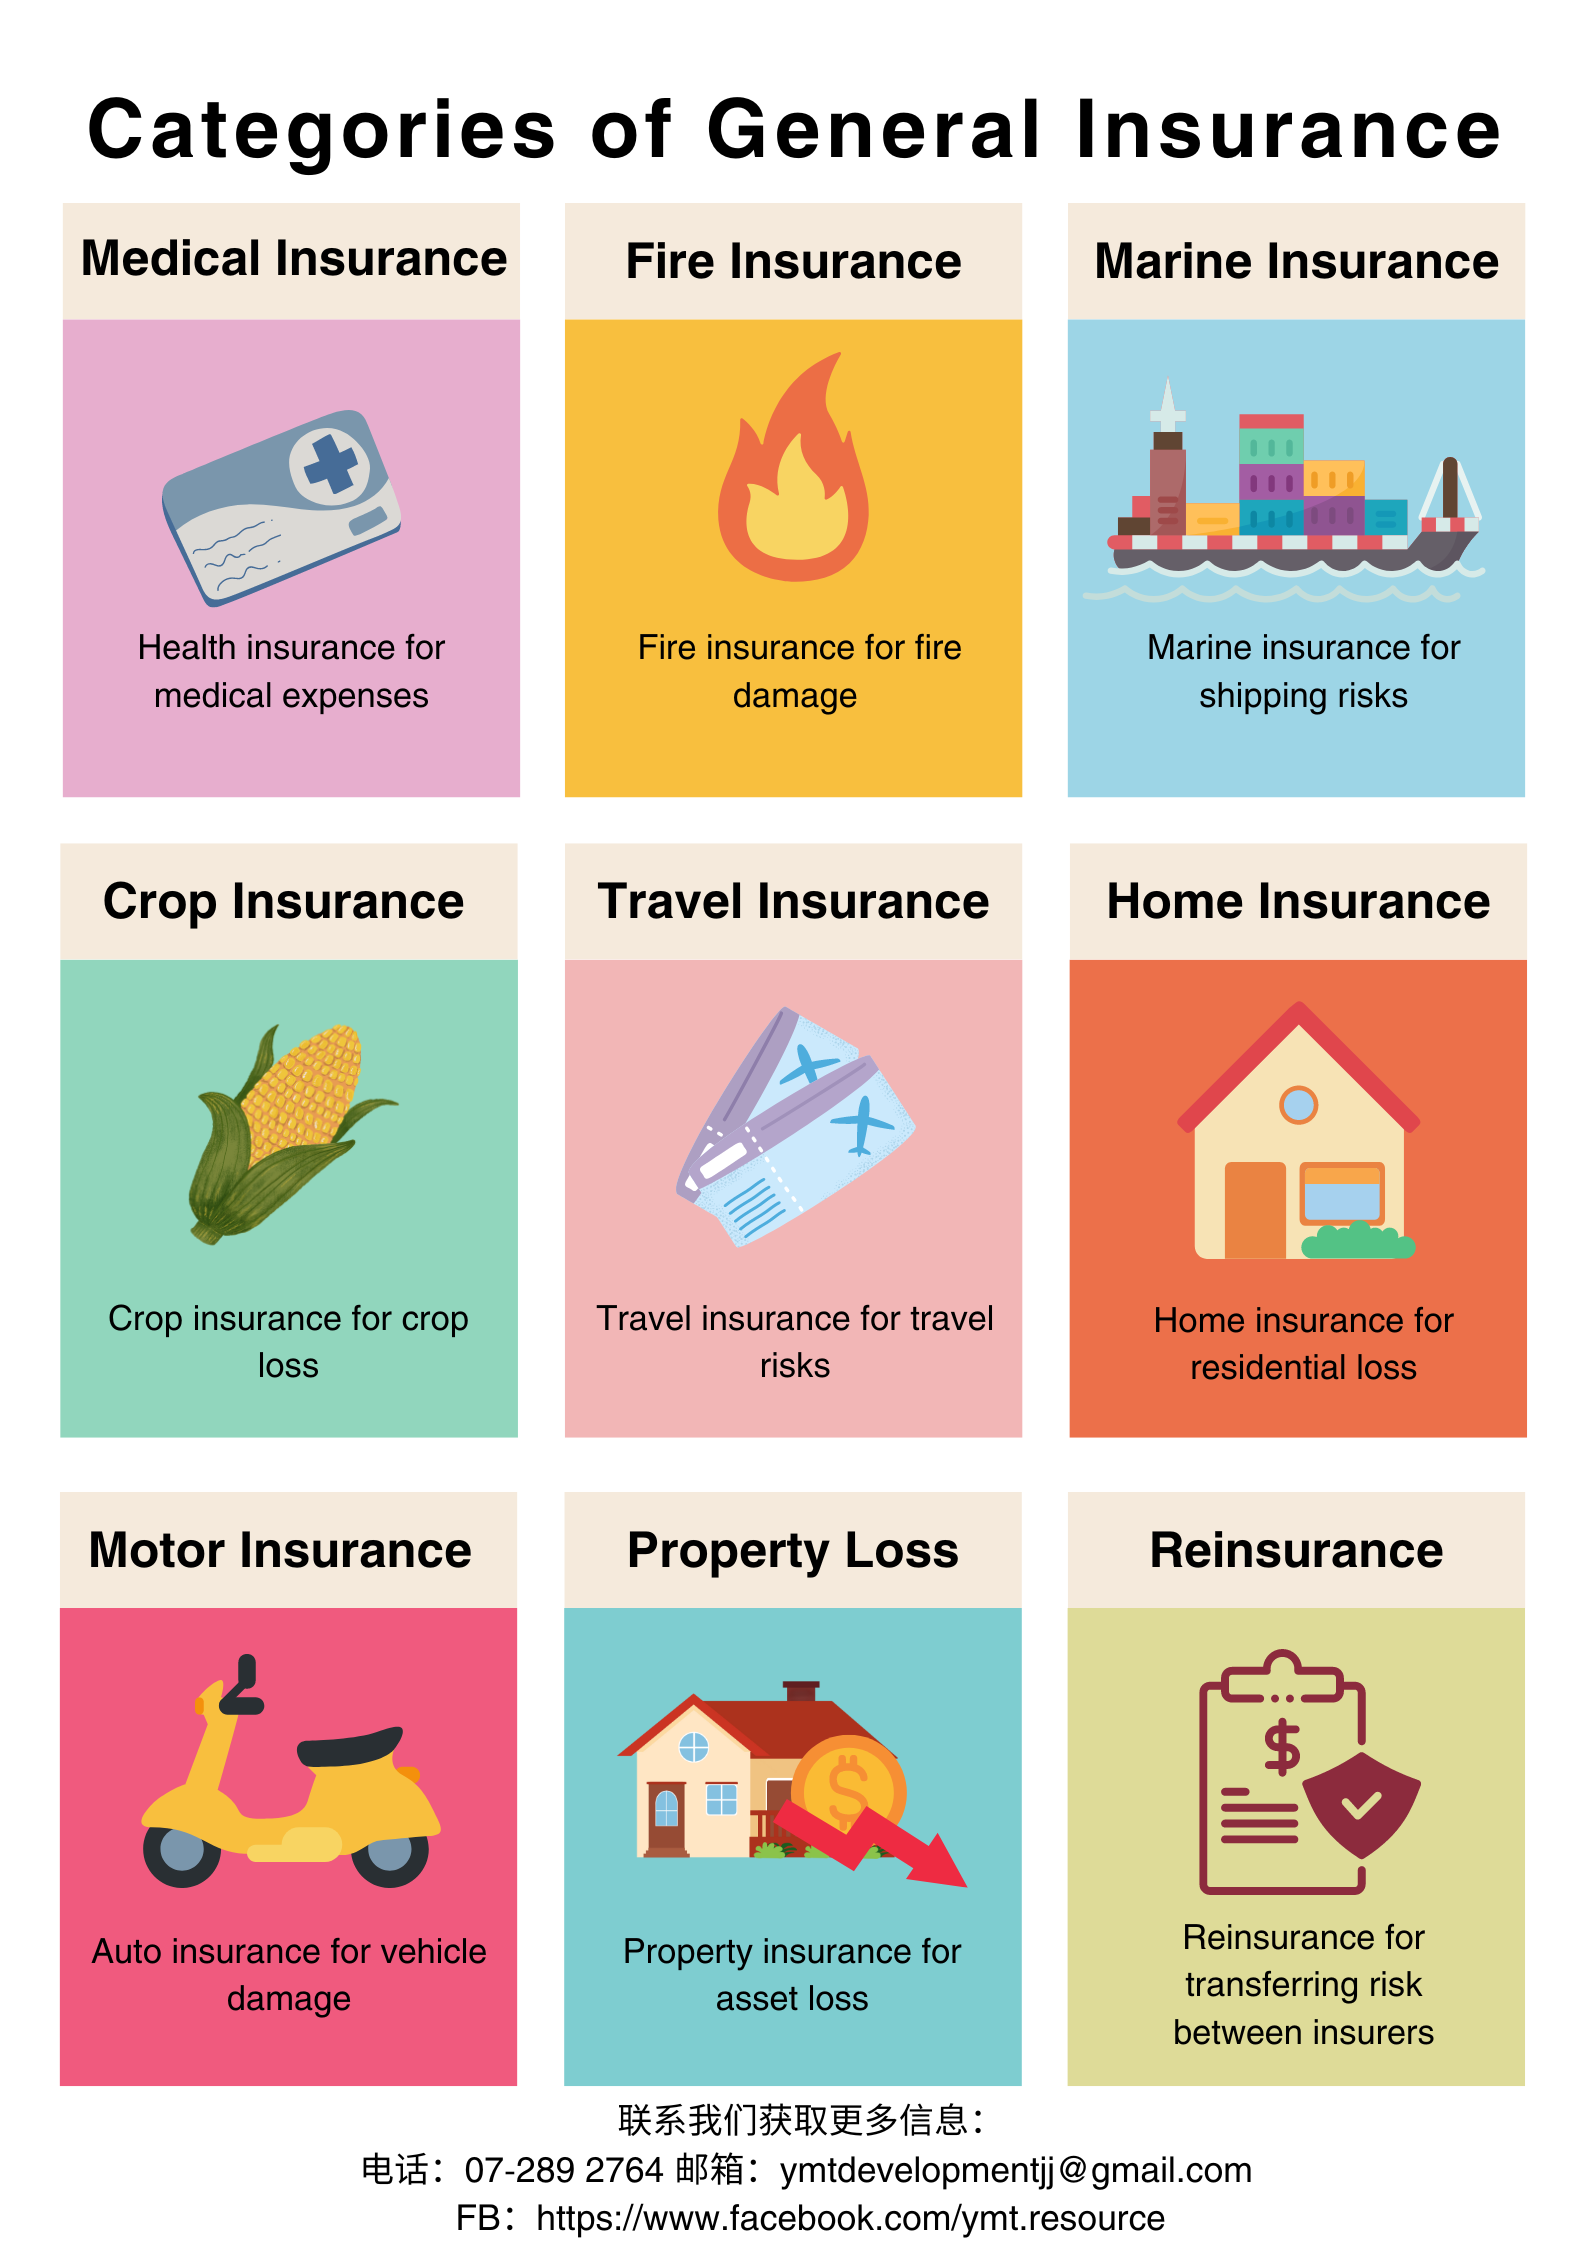 Categories of General Insurance
Medical Insurance
Health insurance for
medical expenses
Fire Insurance
Fire insurance for fire
damage
Marine Insurance
Marine insurance for
shipping risks
Crop Insurance
Crop insurance for crop
loss
Travel Insurance
Travel insurance for travel
risks
Home Insurance
Home insurance for
residential loss
Motor Insurance
Auto insurance for vehicle
damage
Property Loss
Property insurance for
asset loss
Reinsurance
Reinsurance for
transferring risk
between insurers
联系我们获取更多信息：
电话：07-289 2764 邮箱：ymtdevelopmentjj@gmail.com
FB：https://www.facebook.com/ymt.resource